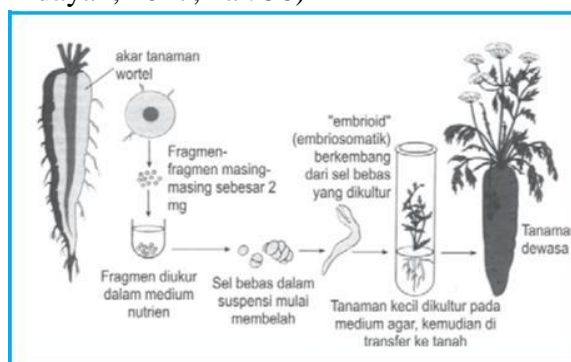 akar tanaman
wortel
Fragmen-
fragmen masing-
masing sebesar 2
mg
Fragmen diukur
dalam medium
nutrien
Sel bebas dalam
suspensi mulai
membelah
"embrioid"
(embriosomatik)
berkembang
dari sel bebas
yang dikultur
Tanaman kecil dikultur pada
medium agar, kemudian di
transfer ke tanah
Tanaman
dewasa